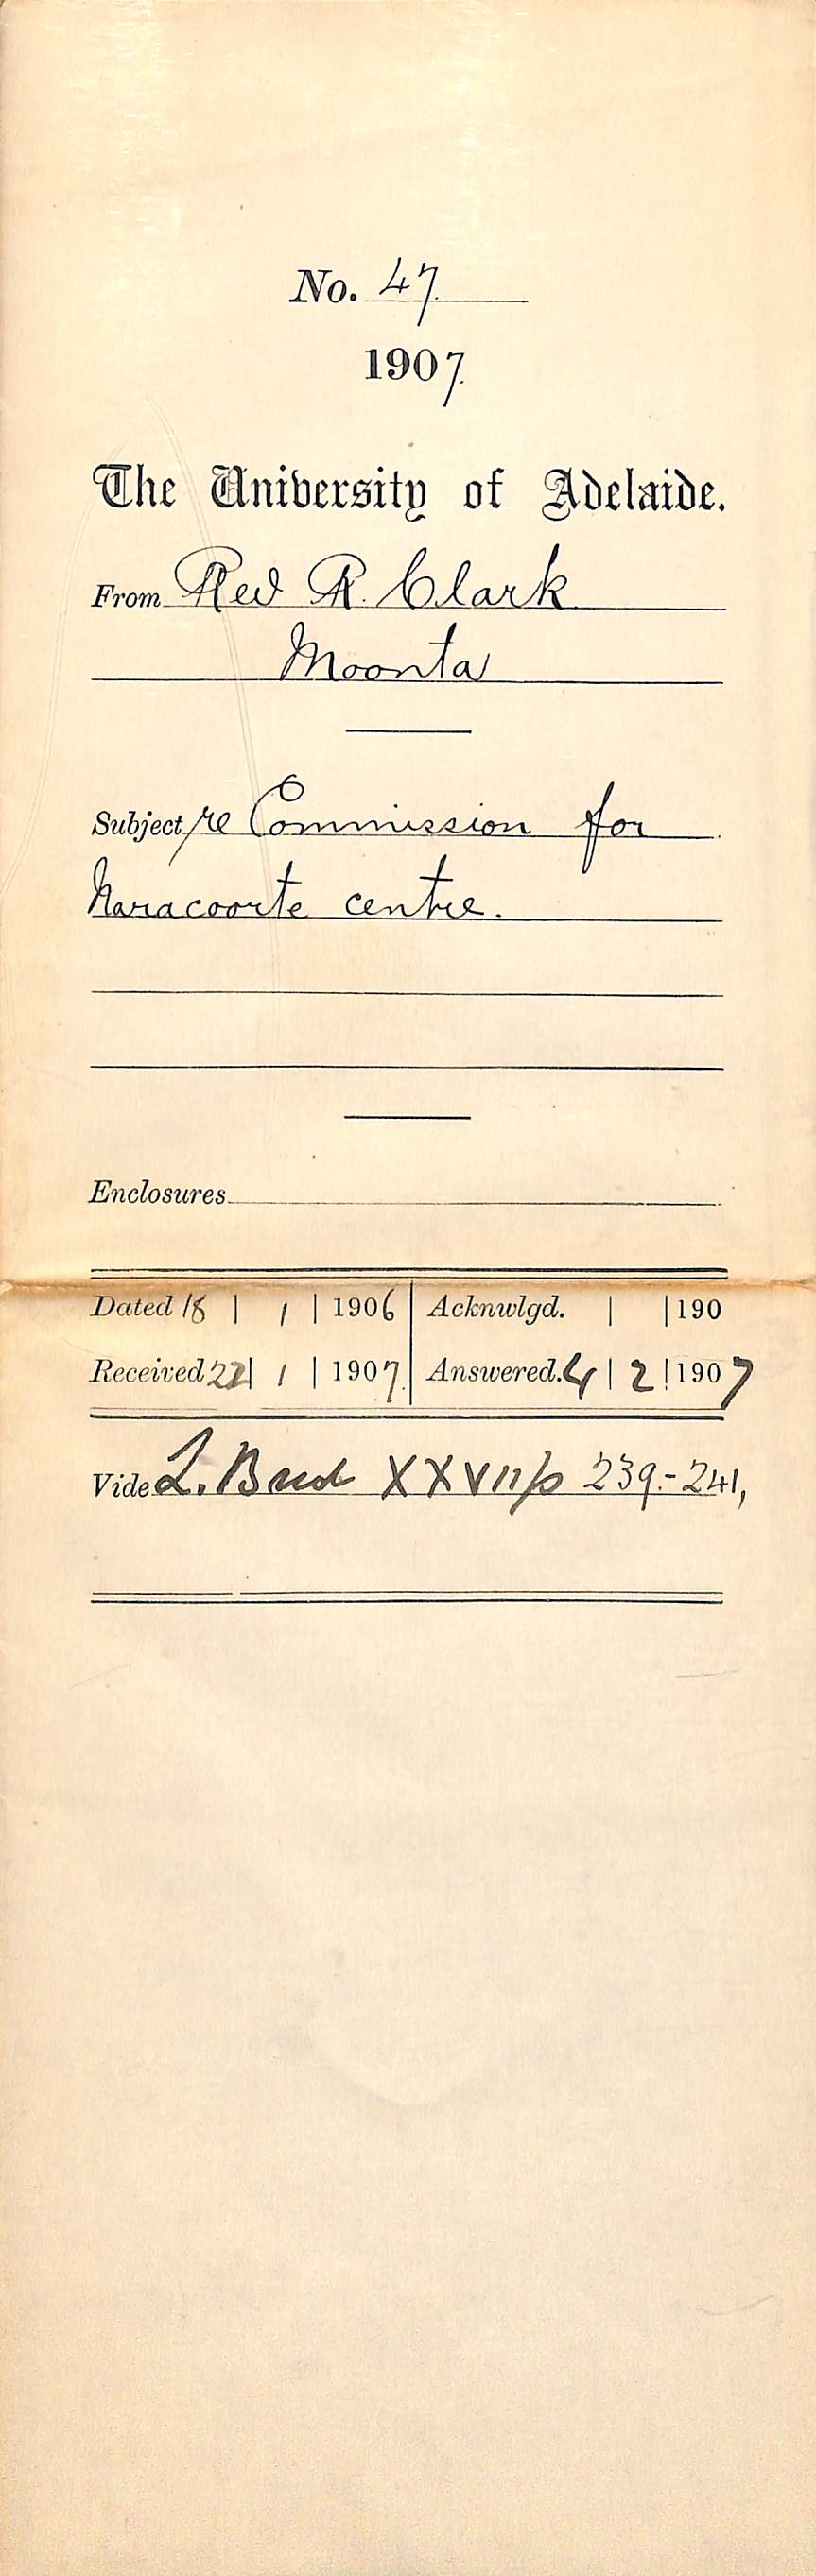 No. 47
1907.
The University of Adelaide.
From Rev R. Clark
Moonta
Subject re Commission for
Naracoorte centre.
Enclosures
Dated 18 | 1 | 1906 Acknwlgd. | | 190
Received 22 | 1 | 1907. Answered. 4 | 2 | 1907
Vide L. XXVII p 239-241,